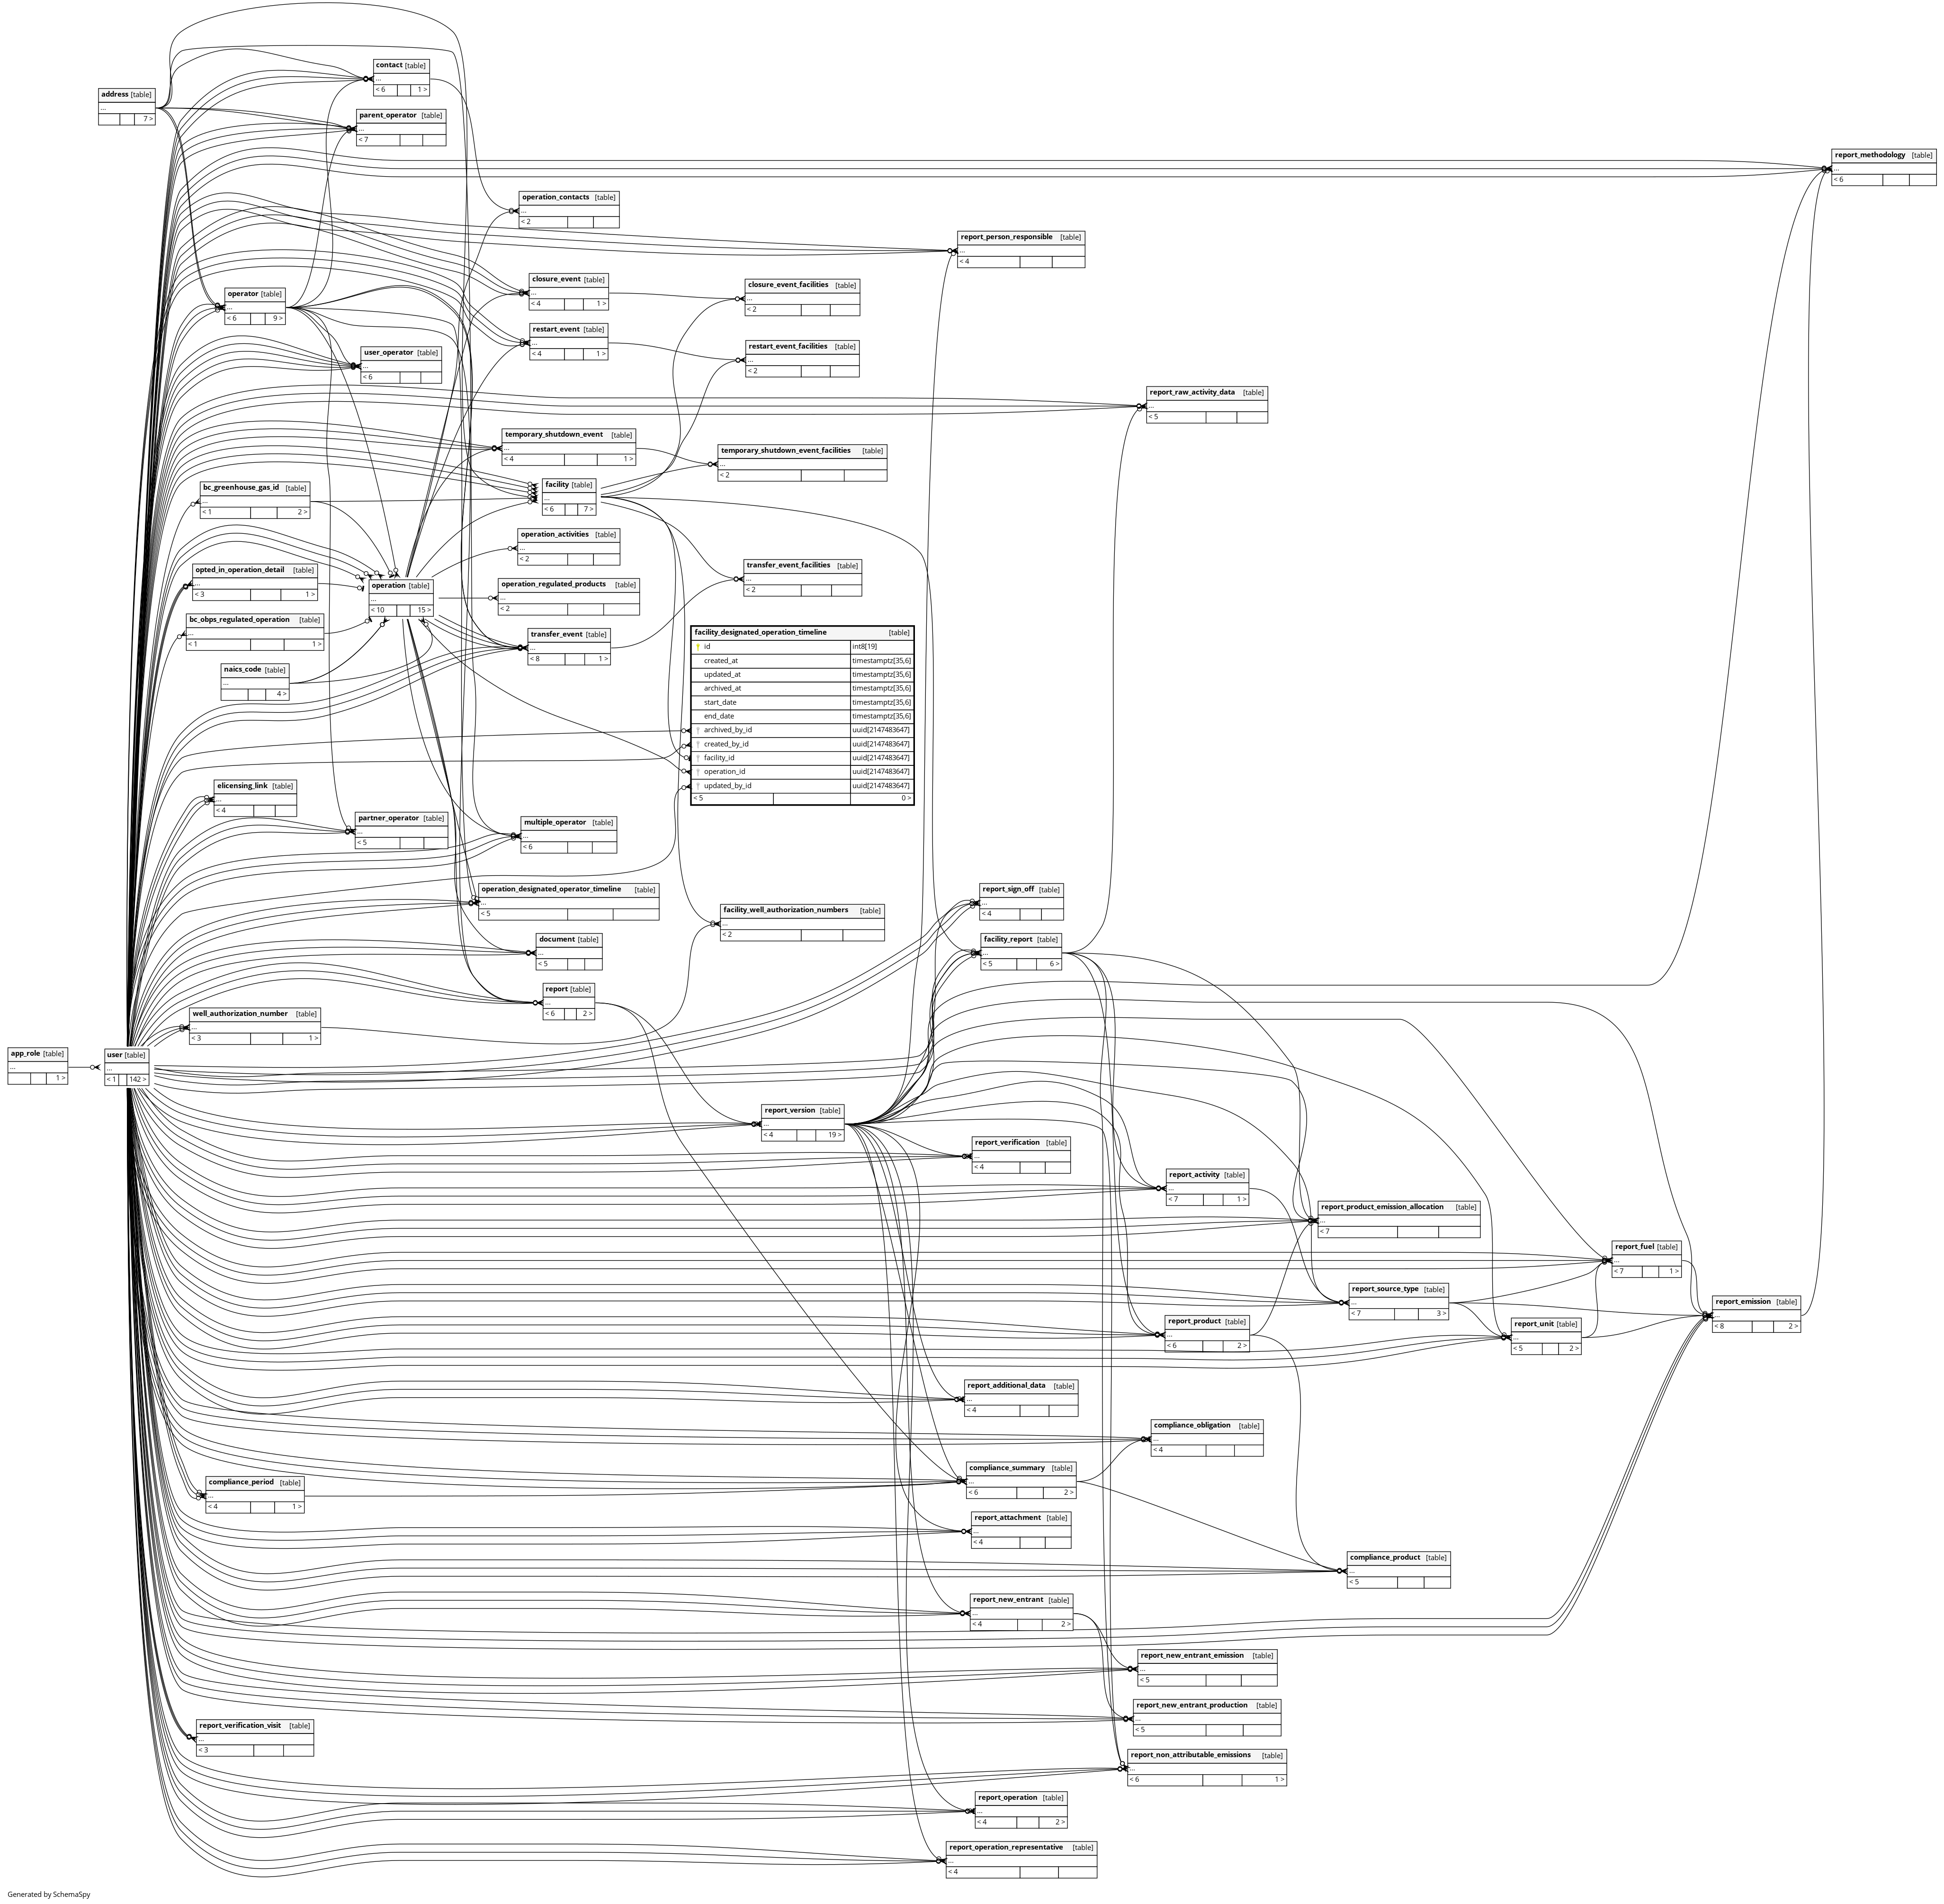 contact [table]
...
< 6 1 >
address [table]
...
7 >
parent_operator [table]
...
< 7
report_methodology [table]
...
< 6
operation_contacts [table]
...
< 2
report_person_responsible [table]
...
< 4
closure_event [table]
...
< 4 1 >
closure_event_facilities [table]
...
< 2
operator [table]
...
< 6 9 >
restart_event [table]
...
< 4 1 >
restart_event_facilities [table]
...
< 2
user_operator [table]
...
< 6
report_raw_activity_data [table]
...
< 5
temporary_shutdown_event [table]
...
< 4 1 >
temporary_shutdown_event_facilities [table]
...
< 2
facility [table]
...
< 6 7 >
bc_greenhouse_gas_id [table]
...
< 1 2 >
operation_activities [table]
...
< 2
transfer_event_facilities [table]
...
< 2
opted_in_operation_detail [table]
...
< 3 1 >
operation [table]
...
< 10 15 >
operation_regulated_products [table]
...
< 2
bc_obps_regulated_operation [table]
...
< 1 1 >
transfer_event [table]
...
< 8 1 >
facility_designated_operation_timeline [table]
id int8[19]
created_at timestamptz[35,6]
updated_at timestamptz[35,6]
archived_at timestamptz[35,6]
start_date timestamptz[35,6]
end_date timestamptz[35,6]
archived_by_id uuid[2147483647]
created_by_id uuid[2147483647]
facility_id uuid[2147483647]
operation_id uuid[2147483647]
updated_by_id uuid[2147483647]
< 5 0 >
naics_code [table]
...
4 >
elicensing_link [table]
...
< 4
partner_operator [table]
...
< 5
multiple_operator [table]
...
< 6
operation_designated_operator_timeline [table]
...
< 5
report_sign_off [table]
...
< 4
facility_well_authorization_numbers [table]
...
< 2
document [table]
...
< 5
facility_report [table]
...
< 5 6 >
report [table]
...
< 6 2 >
well_authorization_number [table]
...
< 3 1 >
app_role [table]
...
1 >
user [table]
...
< 1 142 >
report_version [table]
...
< 4 19 >
report_verification [table]
...
< 4
report_activity [table]
...
< 7 1 >
report_product_emission_allocation [table]
...
< 7
report_fuel [table]
...
< 7 1 >
report_source_type [table]
...
< 7 3 >
report_emission [table]
...
< 8 2 >
report_product [table]
...
< 6 2 >
report_unit [table]
...
< 5 2 >
report_additional_data [table]
...
< 4
compliance_obligation [table]
...
< 4
compliance_summary [table]
...
< 6 2 >
compliance_period [table]
...
< 4 1 >
report_attachment [table]
...
< 4
compliance_product [table]
...
< 5
report_new_entrant [table]
...
< 4 2 >
report_new_entrant_emission [table]
...
< 5
report_new_entrant_production [table]
...
< 5
report_verification_visit [table]
...
< 3
report_non_attributable_emissions [table]
...
< 6 1 >
report_operation [table]
...
< 4 2 >
report_operation_representative [table]
...
< 4
Generated by SchemaSpy